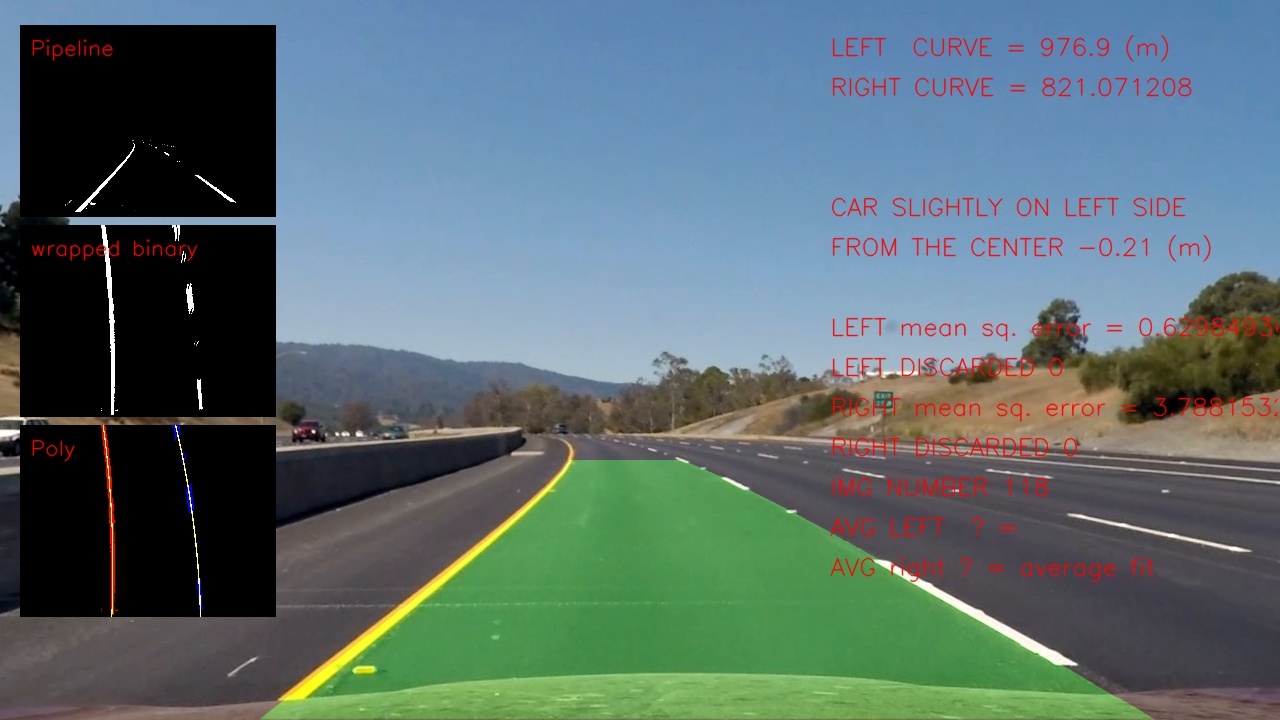 Pipeline
wrapped binary
Poly
LEFT  CURVE = 976.9 (m)
RIGHT CURVE = 821.071208
CAR SLIGHTLY ON LEFT SIDE
FROM THE CENTER -0.21 (m)
LEFT mean sq. error = 0.6298493
LEFT DISCARDED 0
EXIT
RIGHT mean sq. error = 3.788153
RIGHT DISCARDED 0
IMG NUMBER 118
AVG LEFT  ? =
AVG right ? = average fit